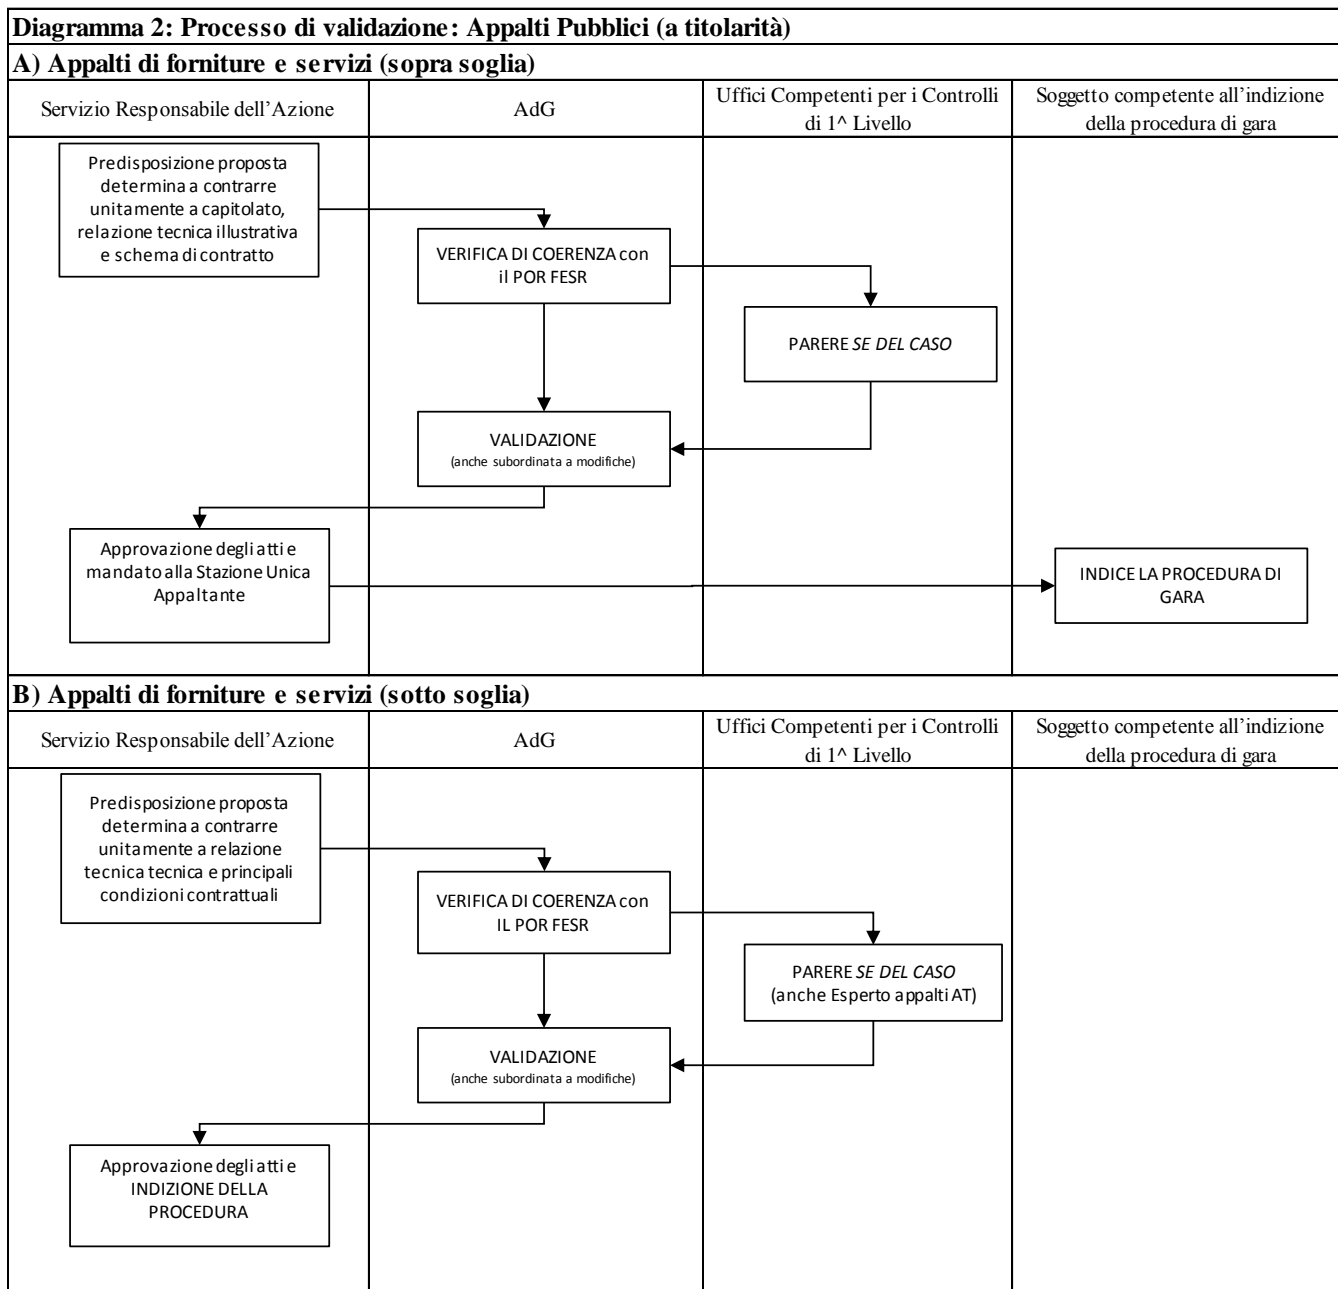 Diagramma 2: Processo di validazione: Appalti Pubblici (a titolarità)
A) Appalti di forniture e servizi (sopra soglia)
Servizio Responsabile dell'Azione
AdG
Uffici Competenti per i Controlli
di 1^ Livello
Soggetto competente all'indizione
della procedura di gara
Predisposizione proposta
determina a contrarre
unitamente a capitolato,
relazione tecnica illustrativa
e schema di contratto
VERIFICA DI COERENZA con
il POR FESR
PARERE SE DEL CASO
VALIDAZIONE
(anche subordinata a modifiche)
Approvazione degli atti e
mandato alla Stazione Unica
Appaltante
INDICE LA PROCEDURA DI
GARA
B) Appalti di forniture e servizi (sotto soglia)
Servizio Responsabile dell'Azione
AdG
Uffici Competenti per i Controlli
di 1^ Livello
Soggetto competente all'indizione
della procedura di gara
Predisposizione proposta
determina a contrarre
unitamente a relazione
tecnica tecnica e principali
condizioni contrattuali
VERIFICA DI COERENZA con
IL POR FESR
PARERE SE DEL CASO
(anche Esperto appalti AT)
VALIDAZIONE
(anche subordinata a modifiche)
Approvazione degli atti e
INDIZIONE DELLA
PROCEDURA